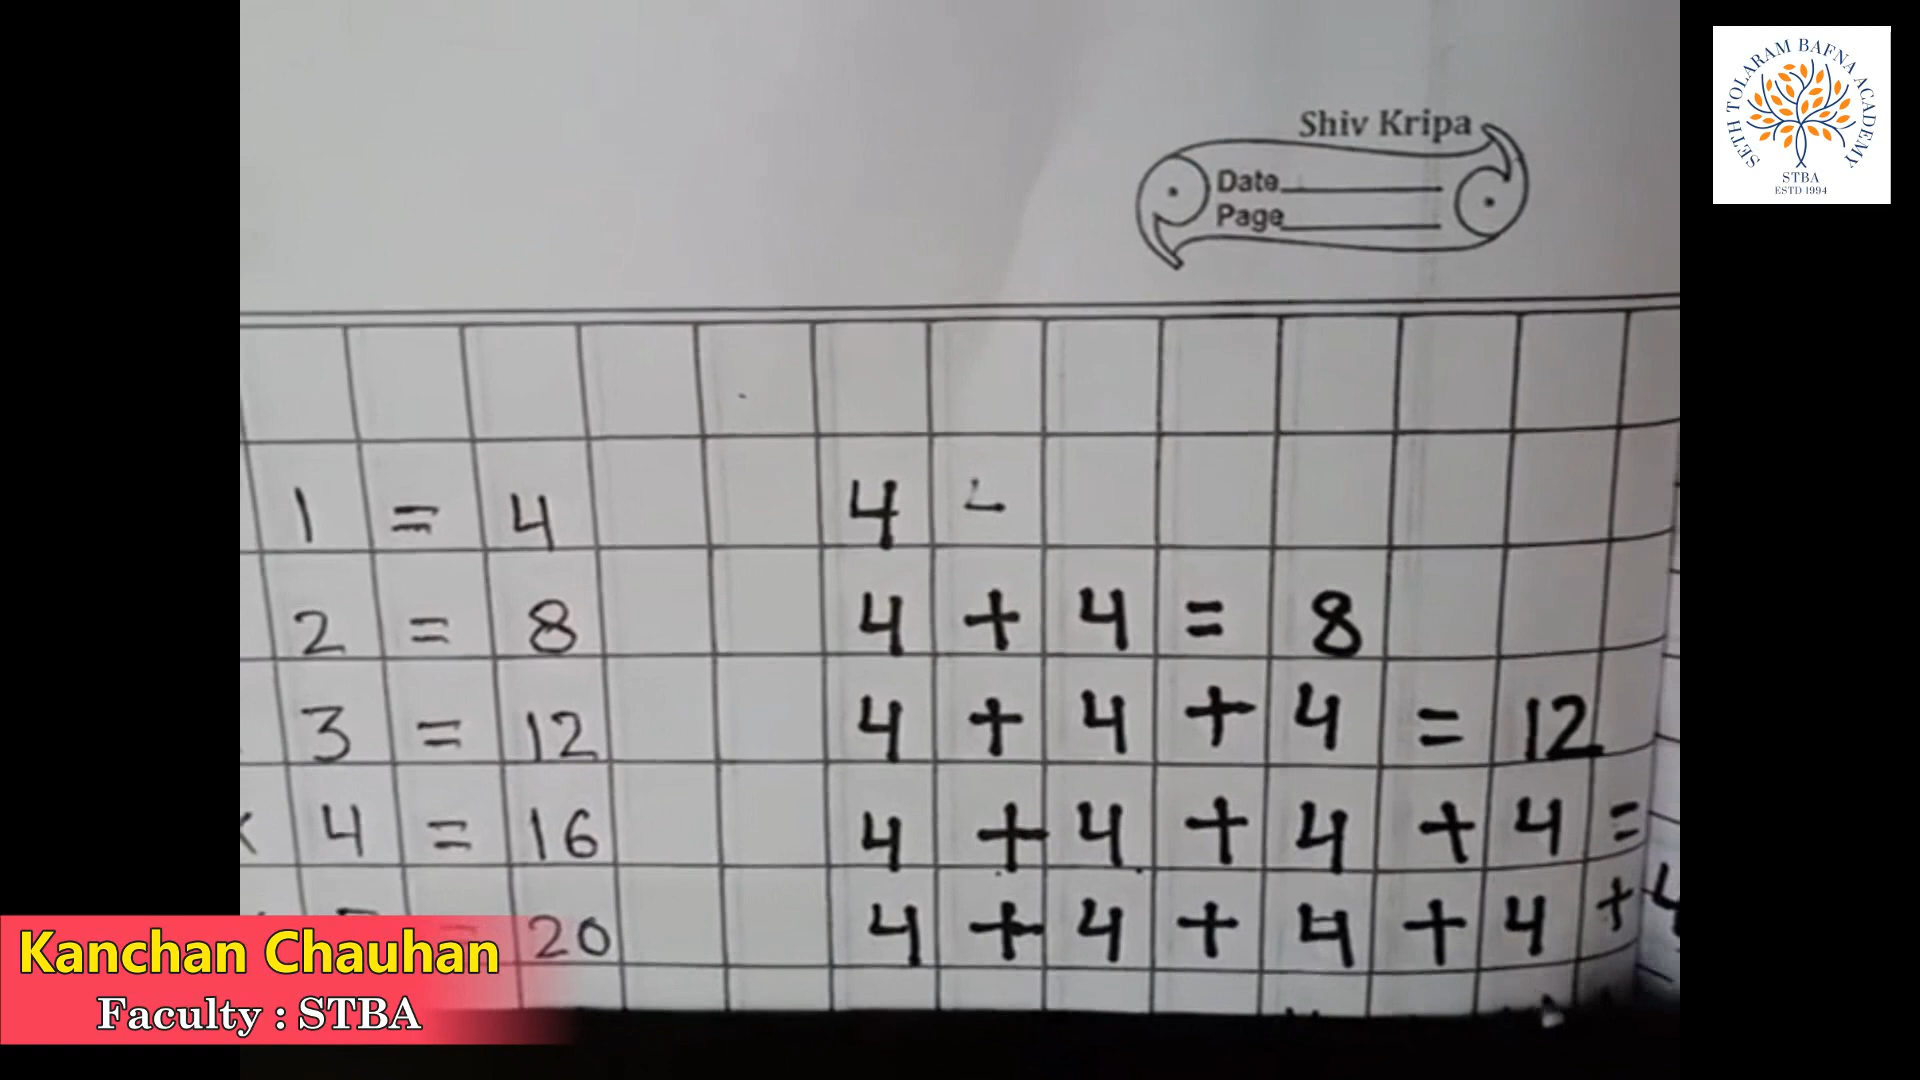 SETH TOLARAM BAFNA ACADEMY
STBA
ESTD 1994
Shiv Kripa
Date
Page
1 = 4 4 -
2 = 8 4 + 4 = 8
3 = 12 4 + 4 + 4 = 12
× 4 = 16 4 + 4 + 4 + 4 =
= 20 4 + 4 + 4 + 4 + 4
Kanchan Chauhan
Faculty : STBA